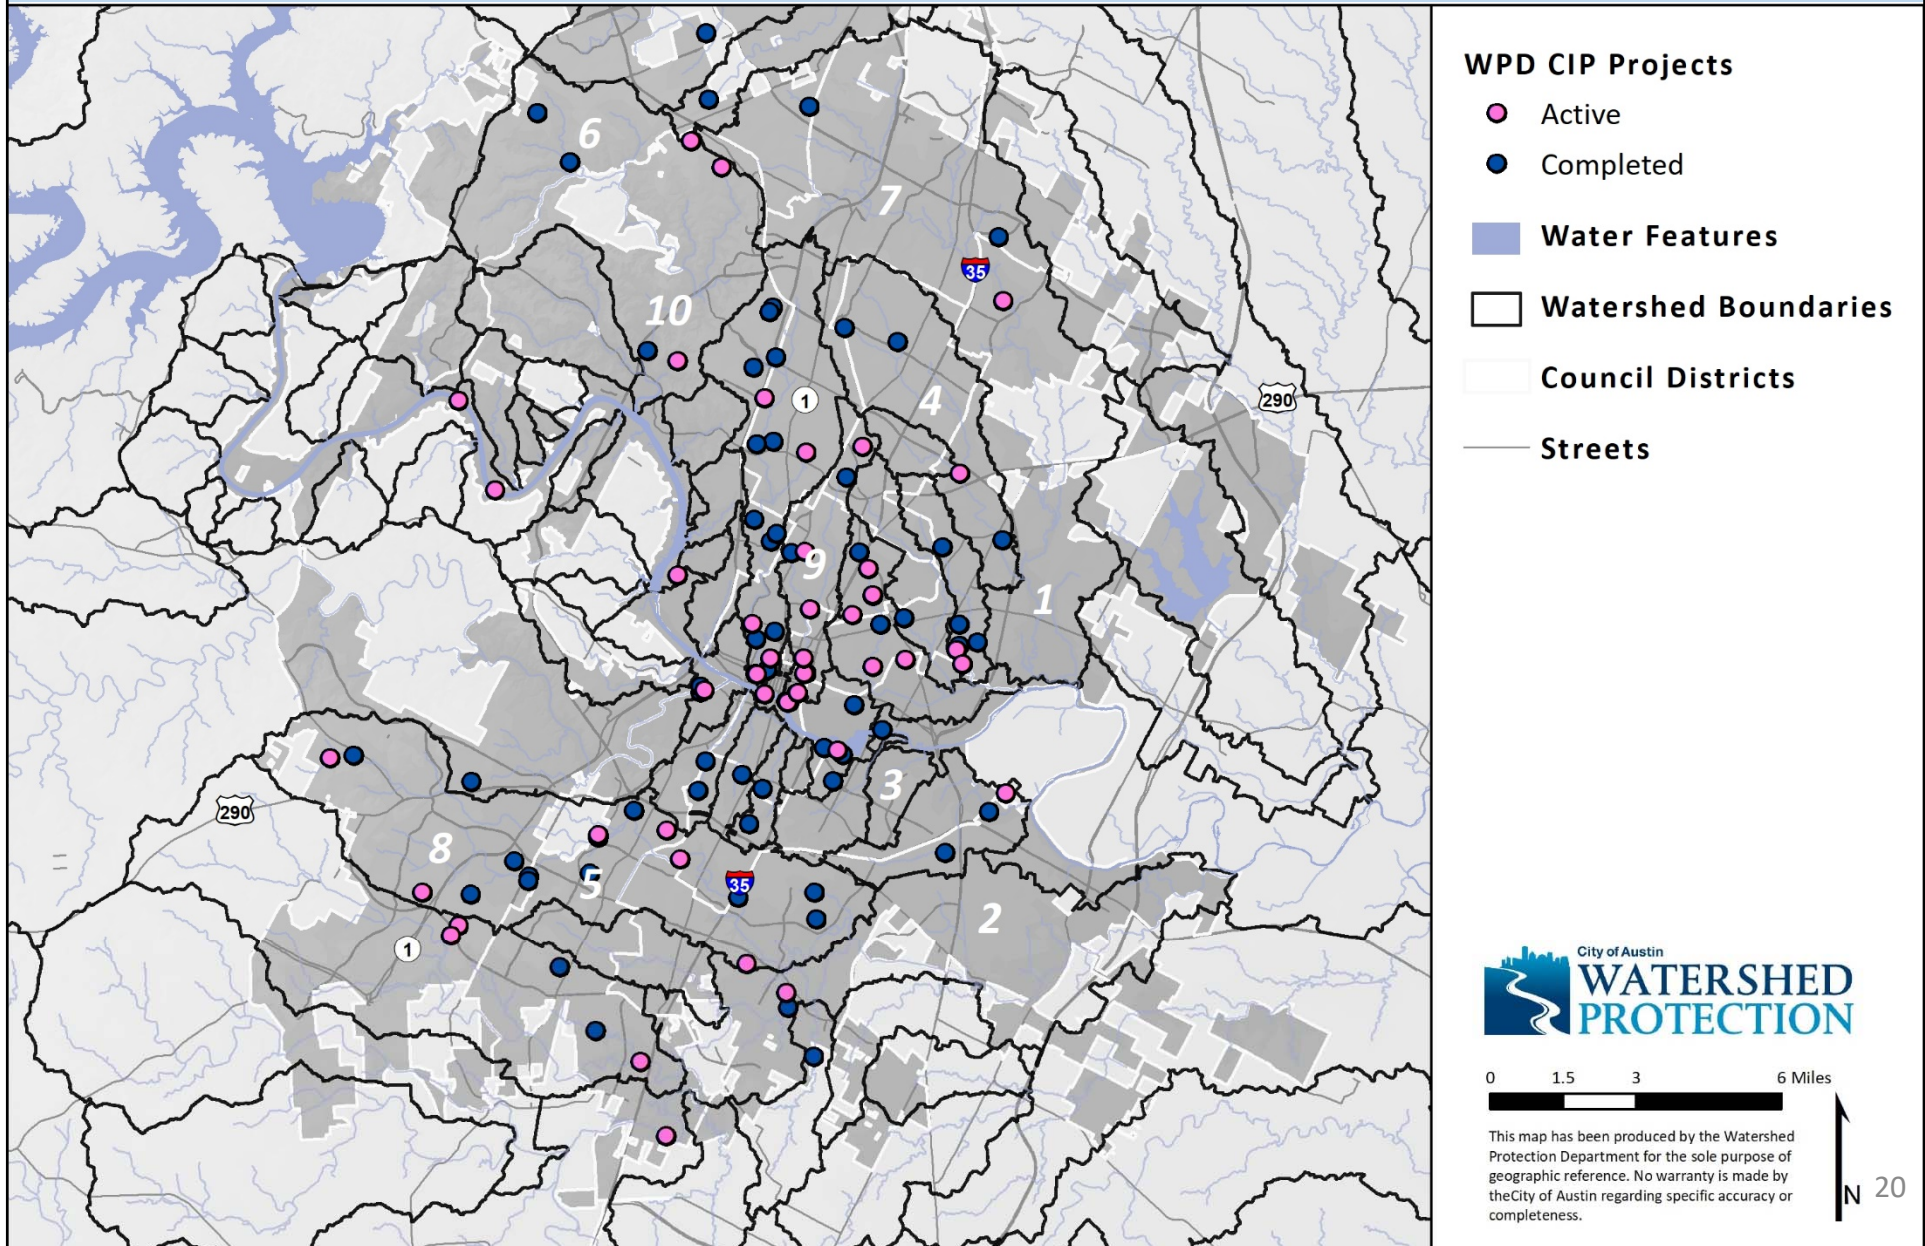 6
7
35
10
1
4
290
9
1
3
290
8
5
35
2
1
WPD CIP Projects
Active
Completed
Water Features
Watershed Boundaries
Council Districts
Streets
City of Austin
WATERSHED
PROTECTION
0 1.5 3 6 Miles
This map has been produced by the Watershed
Protection Department for the sole purpose of
geographic reference. No warranty is made by
theCity of Austin regarding specific accuracy or
completeness.
N
20